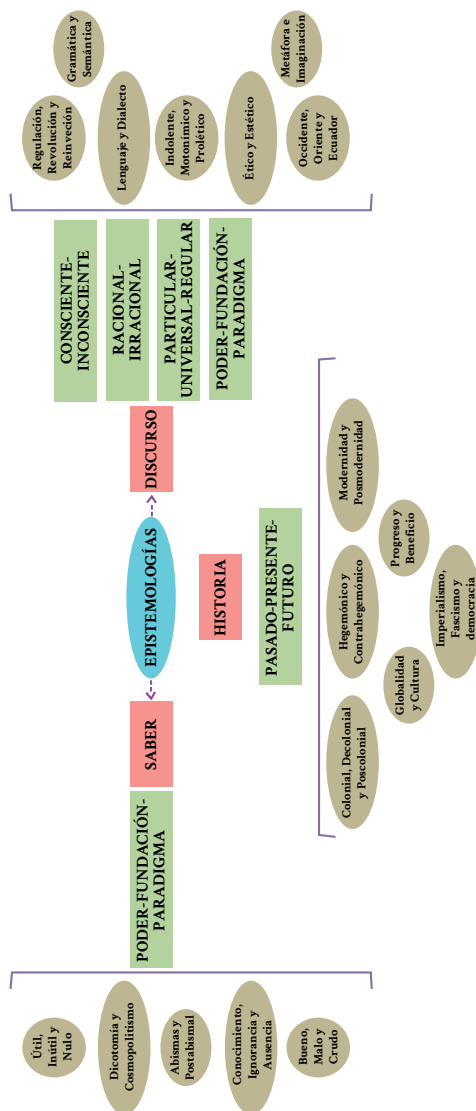 Útil,
Inútil y
Nulo
Dicotomía y
Cosmopolitismo
Abismas y
Postabismal
Conocimiento,
Ignorancia y
Ausencia
Bueno,
Malo y
Crudo
PODER-FUNDACIÓN-
PARADIGMA
SABER
EPISTEMOLOGÍAS
DISCURSO
HISTORIA
PASADO-PRESENTE-
FUTURO
CONSCIENTE-
INCONSCIENTE
RACIONAL-
IRRACIONAL
PARTICULAR-
UNIVERSAL-REGULAR
PODER-FUNDACIÓN-
PARADIGMA
Regulación,
Revolución y
Reinveción
Gramática y
Semántica
Lenguaje y Dialecto
Indolente,
Motonímico y
Prolético
Ético y Estético
Metáfora e
Imaginación
Occidente,
Oriente y
Ecuador
Colonial, Decolonial
y Poscolonial
Hegemónico y
Contrahegemónico
Modernidad y
Posmodernidad
Globalidad
y Cultura
Progreso y
Beneficio
Imperialismo,
Fascismo y
democracia